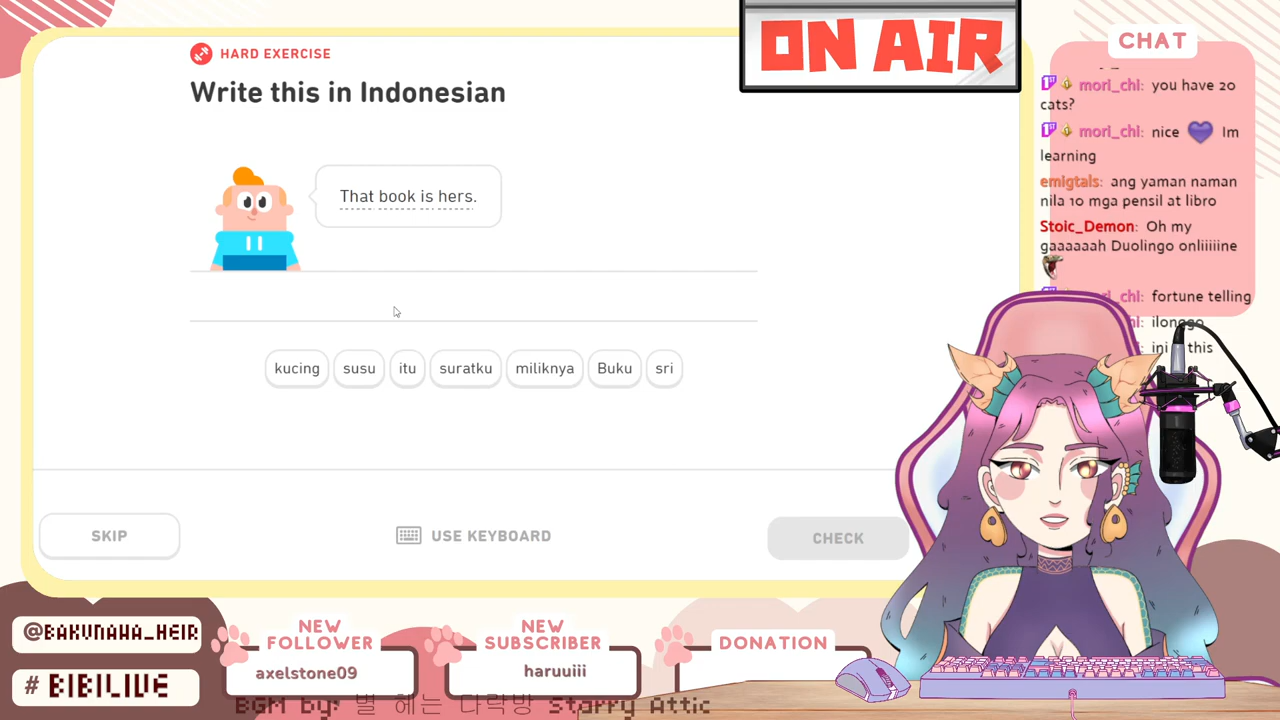 HARD EXERCISE
Write this in Indonesian
That book is hers.
kucing susu itu suratku miliknya Buku sri
SKIP
USE KEYBOARD
CHECK
ON AIR
CHAT
mori_chi: you have 20
cats?
mori_chi: nice Im
learning
emigtals: ang yaman naman
nila 10 mga pensil at libro
Stoic_Demon: Oh my
gaaaaaah Duolingo onliiiiine
fortune telling
ilonggo
ini this
@BAKUNAWA_HEIR
# BIBILIVE
NEW
FOLLOWER
axelstone09
NEW
SUBSCRIBER
haruuiii
DONATION
BGM by: 별 헤는 다락방 Starry Attic